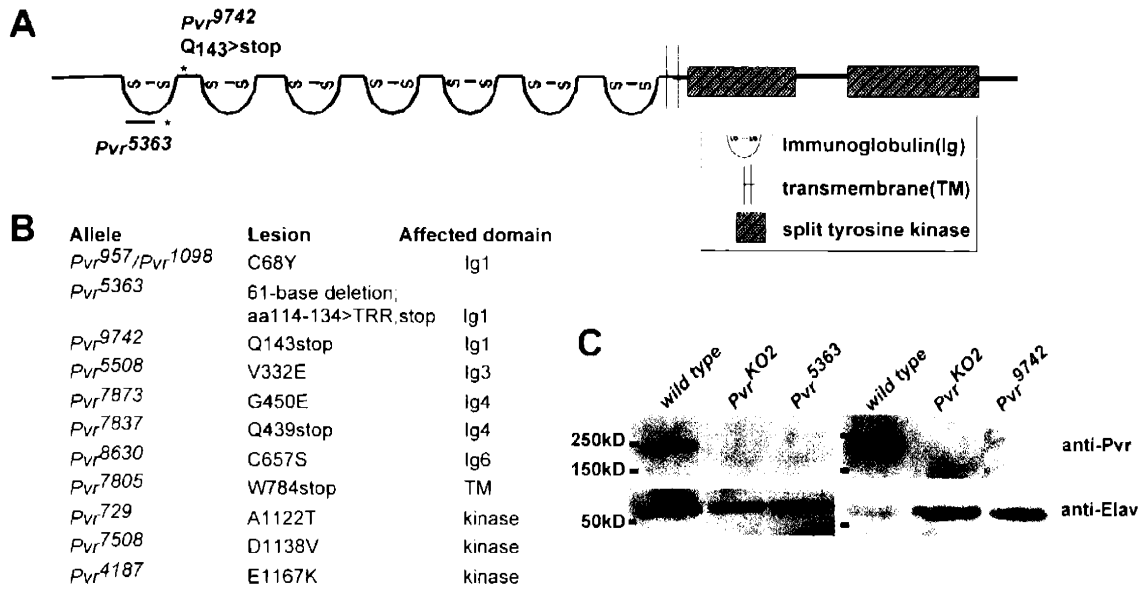 A
Pvr9742
Q143>stop
S-S S-S S-S S-S S-S S-S S-S
* *
Pvr5363
Immunoglobulin(Ig)
transmembrane(TM)
split tyrosine kinase
B
Allele Lesion Affected domain
Pvr957/Pvr1098 C68Y Ig1
Pvr5363 61-base deletion;
aa114-134>TRR,stop Ig1
Pvr9742 Q143stop Ig1
Pvr5508 V332E Ig3
Pvr7873 G450E Ig4
Pvr7837 Q439stop Ig4
Pvr8630 C657S Ig6
Pvr7805 W784stop TM
Pvr729 A1122T kinase
Pvr7508 D1138V kinase
Pvr4187 E1167K kinase
C
wild type PvrKO2 Pvr5363 wild type PvrKO2 Pvr9742
250kD
150kD
anti-Pvr
50kD
anti-Elav